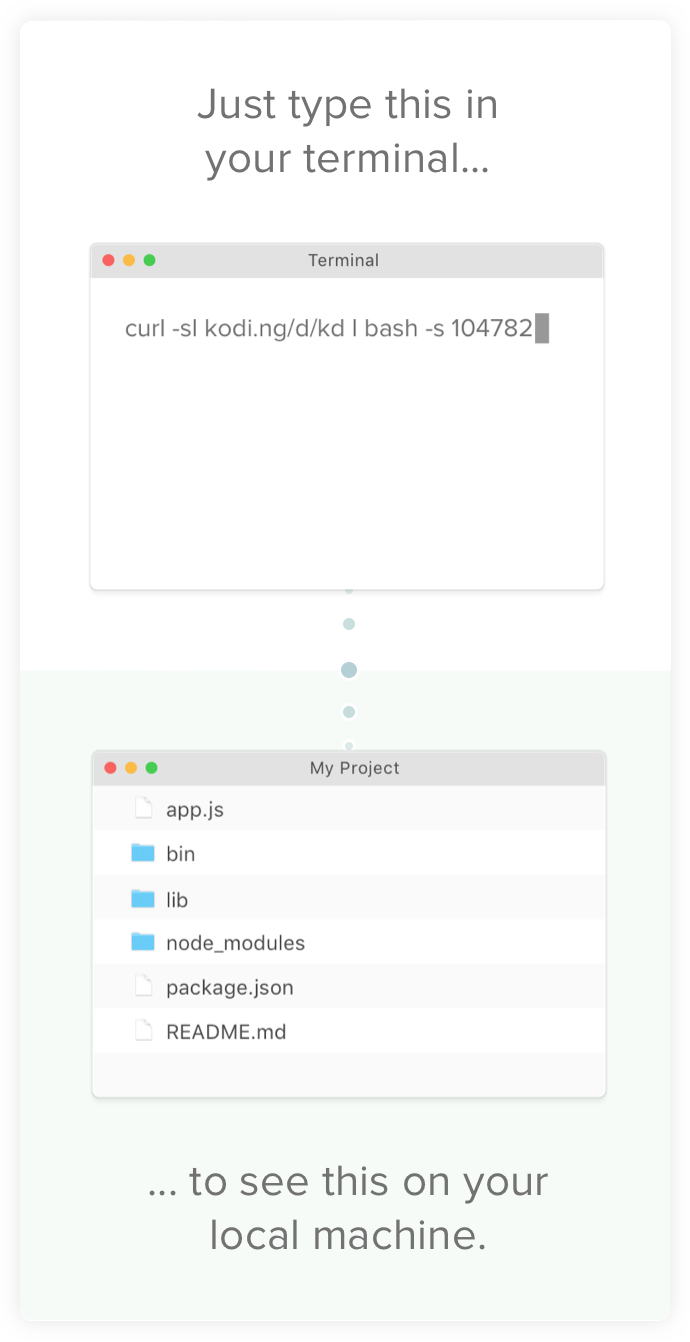 Just type this in
your terminal...
Terminal
curl -sl kodi.ng/d/kd | bash -s 104782
My Project
app.js
bin
lib
node_modules
package.json
README.md
... to see this on your
local machine.